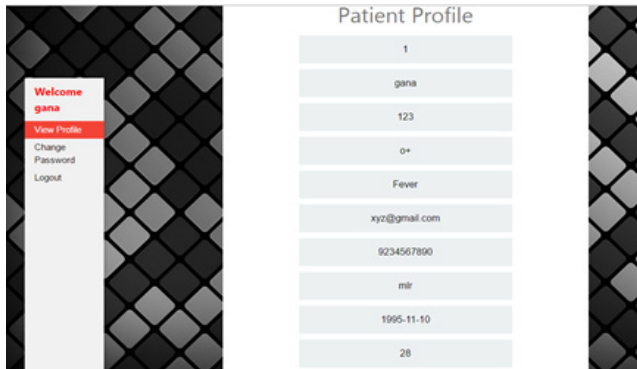 Patient Profile
Welcome
gana
View Profile
Change
Password
Logout
1
gana
123
o+
Fever
xyz@gmail.com
9234567890
mlr
1995-11-10
28